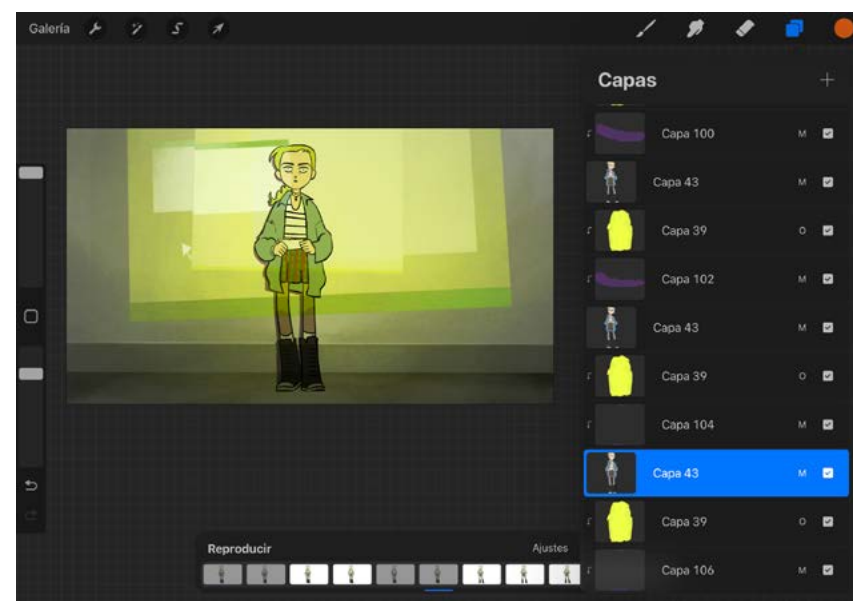 Galería
Capas
Capa 100 M
Capa 43 M
Capa 39 O
Capa 102 M
Capa 43 M
Capa 39 O
Capa 104 M
Capa 43 M
Capa 39 O
Capa 106 M
Reproducir Ajustes